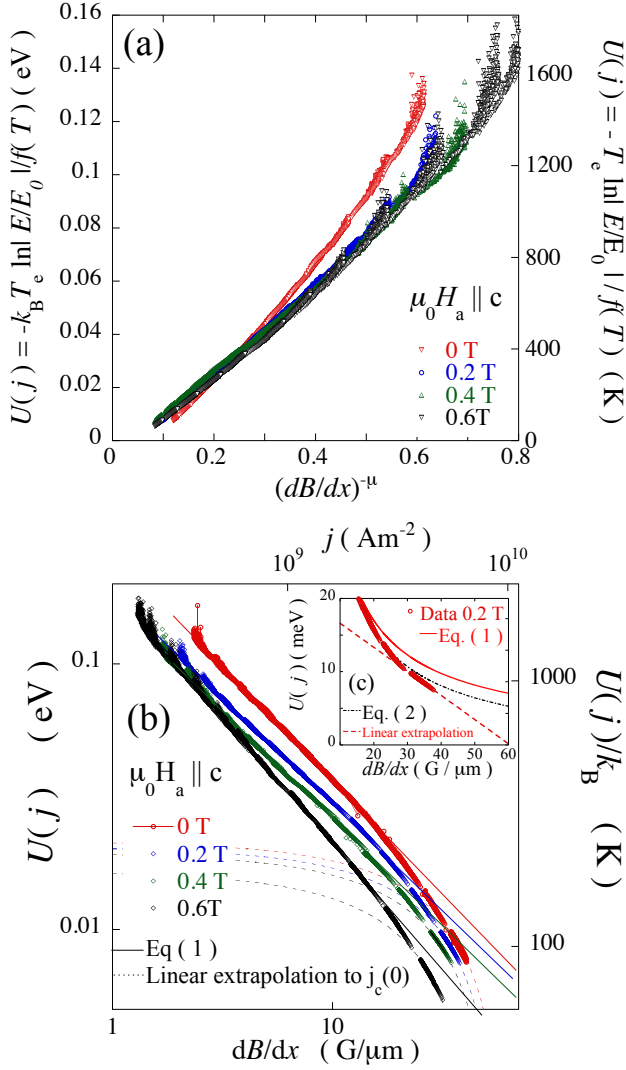 (a)
U(j) = -k_B T_e ln| E/E_0 |/f(T) ( eV )
0.16
0.14
0.12
0.1
0.08
0.06
0.04
0.02
0
1600
1200
800
400
0
U(j) = - T_e ln| E/E_0 | / f(T) (K)
μ_0H_a || c
0 T
0.2 T
0.4 T
0.6T
0.2
0.4
0.6
0.8
(dB/dx)^-μ
j ( Am^-2 )
10^9
10^10
U(j) (eV)
0.1
0.01
1000
100
U(j)/k_B (K)
(b)
μ_0H_a || c
0 T
0.2 T
0.4 T
0.6T
Eq ( 1 )
Linear extrapolation to j_c(0)
U( j ) ( meV )
20
15
10
5
0
Data 0.2 T
Eq. ( 1 )
(c)
Eq. ( 2 )
Linear extrapolation
20
30
40
50
60
dB/dx ( G / μm )
1
10
dB/dx ( G/μm )